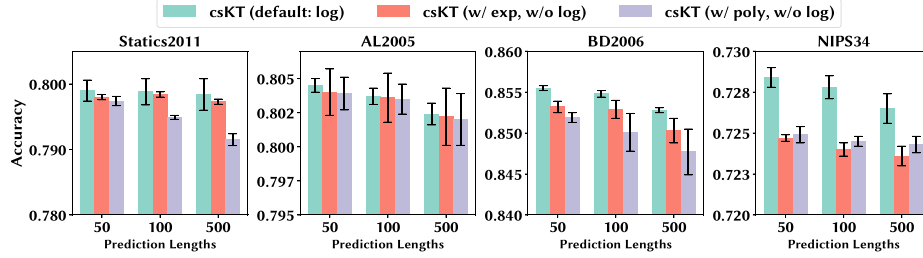 csKT (default: log) csKT (w/ exp, w/o log) csKT (w/ poly, w/o log)
Statics2011 AL2005 BD2006 NIPS34
Accuracy
0.800
0.790
0.780
50 100 500
Prediction Lengths
0.805
0.802
0.800
0.797
0.795
50 100 500
Prediction Lengths
0.860
0.855
0.850
0.845
0.840
50 100 500
Prediction Lengths
0.730
0.728
0.725
0.723
0.720
50 100 500
Prediction Lengths